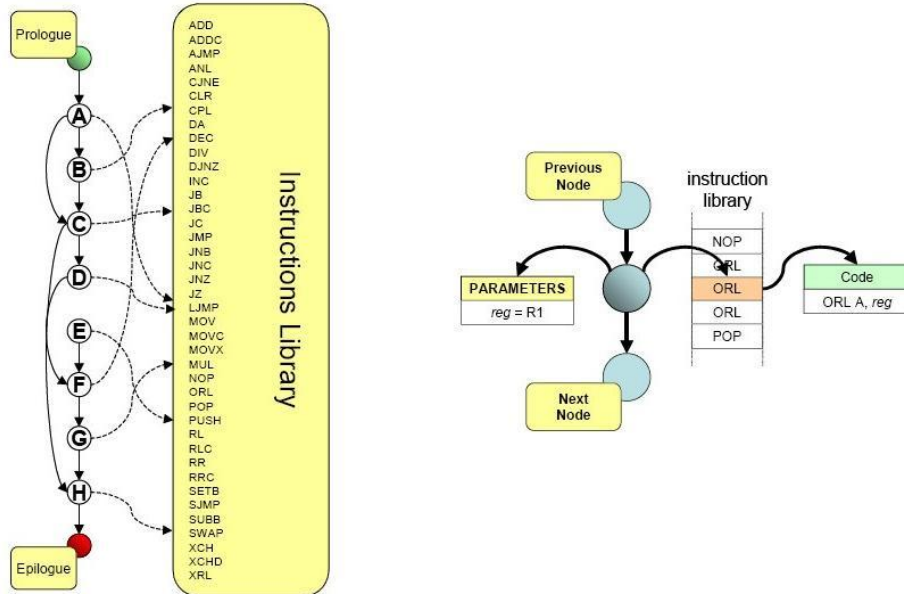 Prologue
A
B
C
D
E
F
G
H
Epilogue
ADD
ADDC
AJMP
ANL
CJNE
CLR
CPL
DA
DEC
DIV
DJNZ
INC
JB
JBC
JC
JMP
JNB
JNC
JNZ
JZ
LJMP
MOV
MOVC
MOVX
MUL
NOP
ORL
POP
PUSH
RL
RLC
RR
RRC
SETB
SJMP
SUBB
SWAP
XCH
XCHD
XRL
Instructions Library
Previous
Node
PARAMETERS
reg = R1
Next
Node
instruction
library
NOP
ORL
ORL
ORL
POP
Code
ORL A, reg